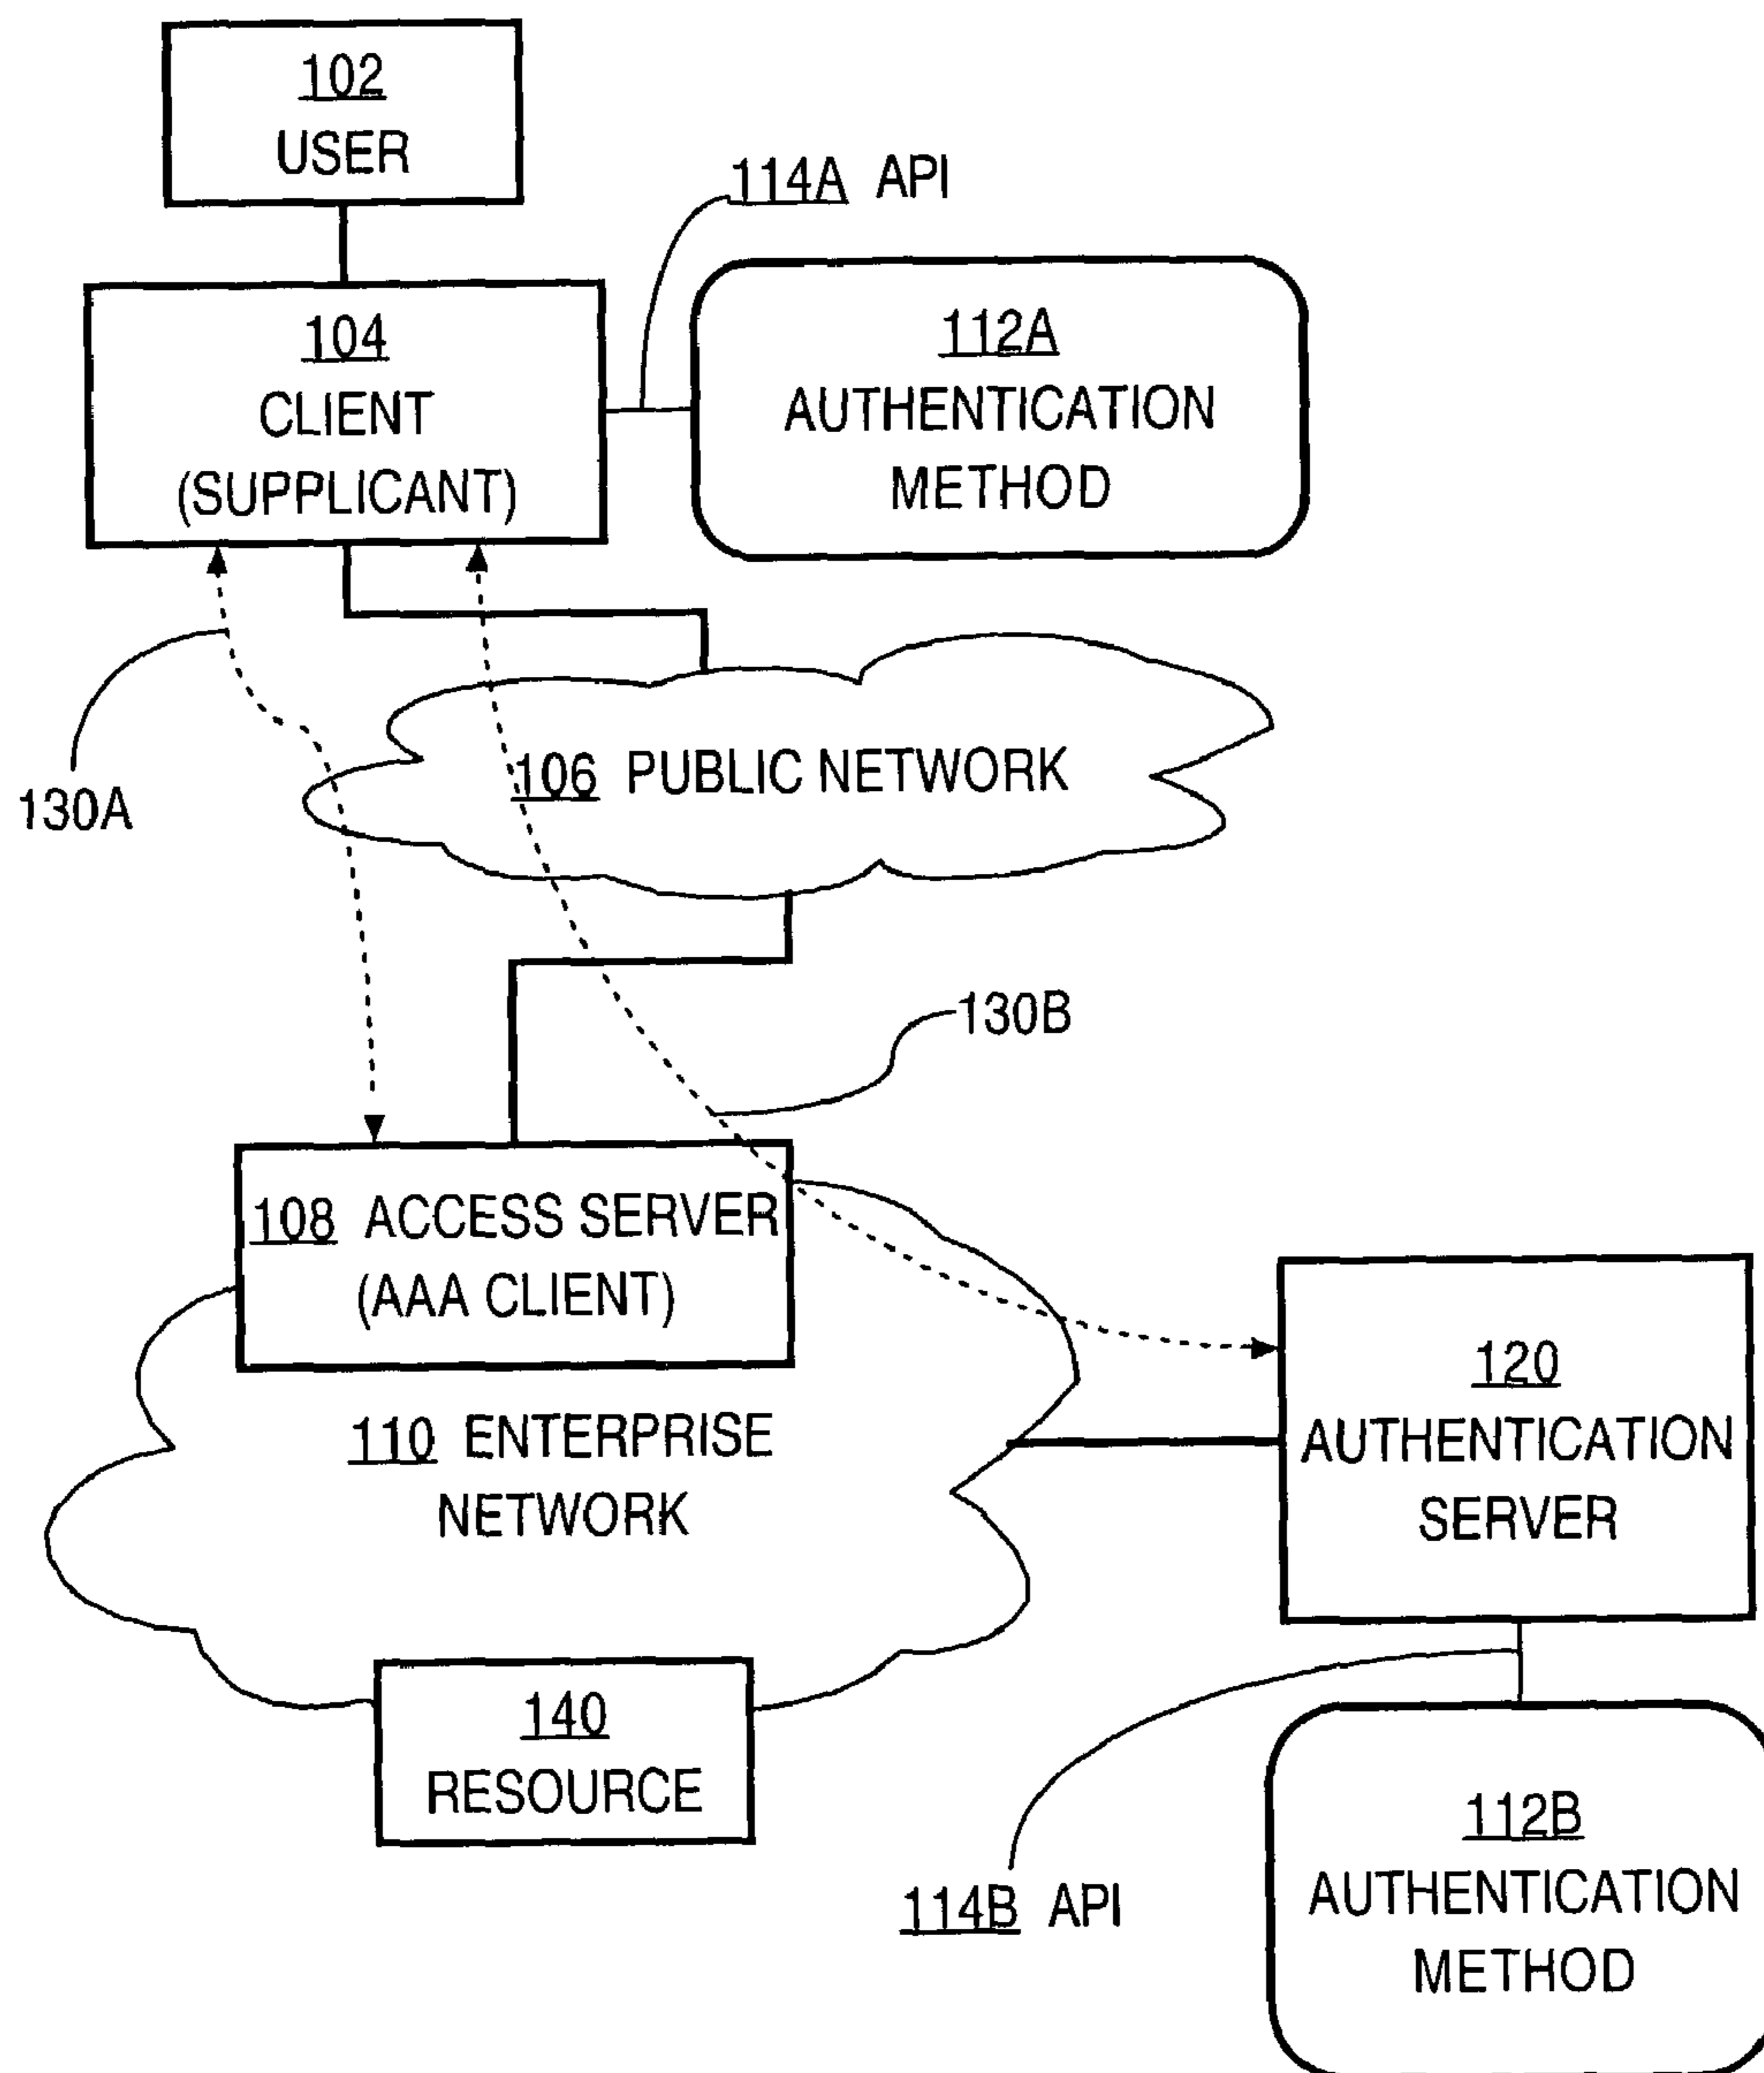 102
USER
114A API
104
CLIENT
(SUPPLICANT)
112A
AUTHENTICATION
METHOD
106 PUBLIC NETWORK
130A
130B
108 ACCESS SERVER
(AAA CLIENT)
110 ENTERPRISE
NETWORK
120
AUTHENTICATION
SERVER
140
RESOURCE
114B API
112B
AUTHENTICATION
METHOD